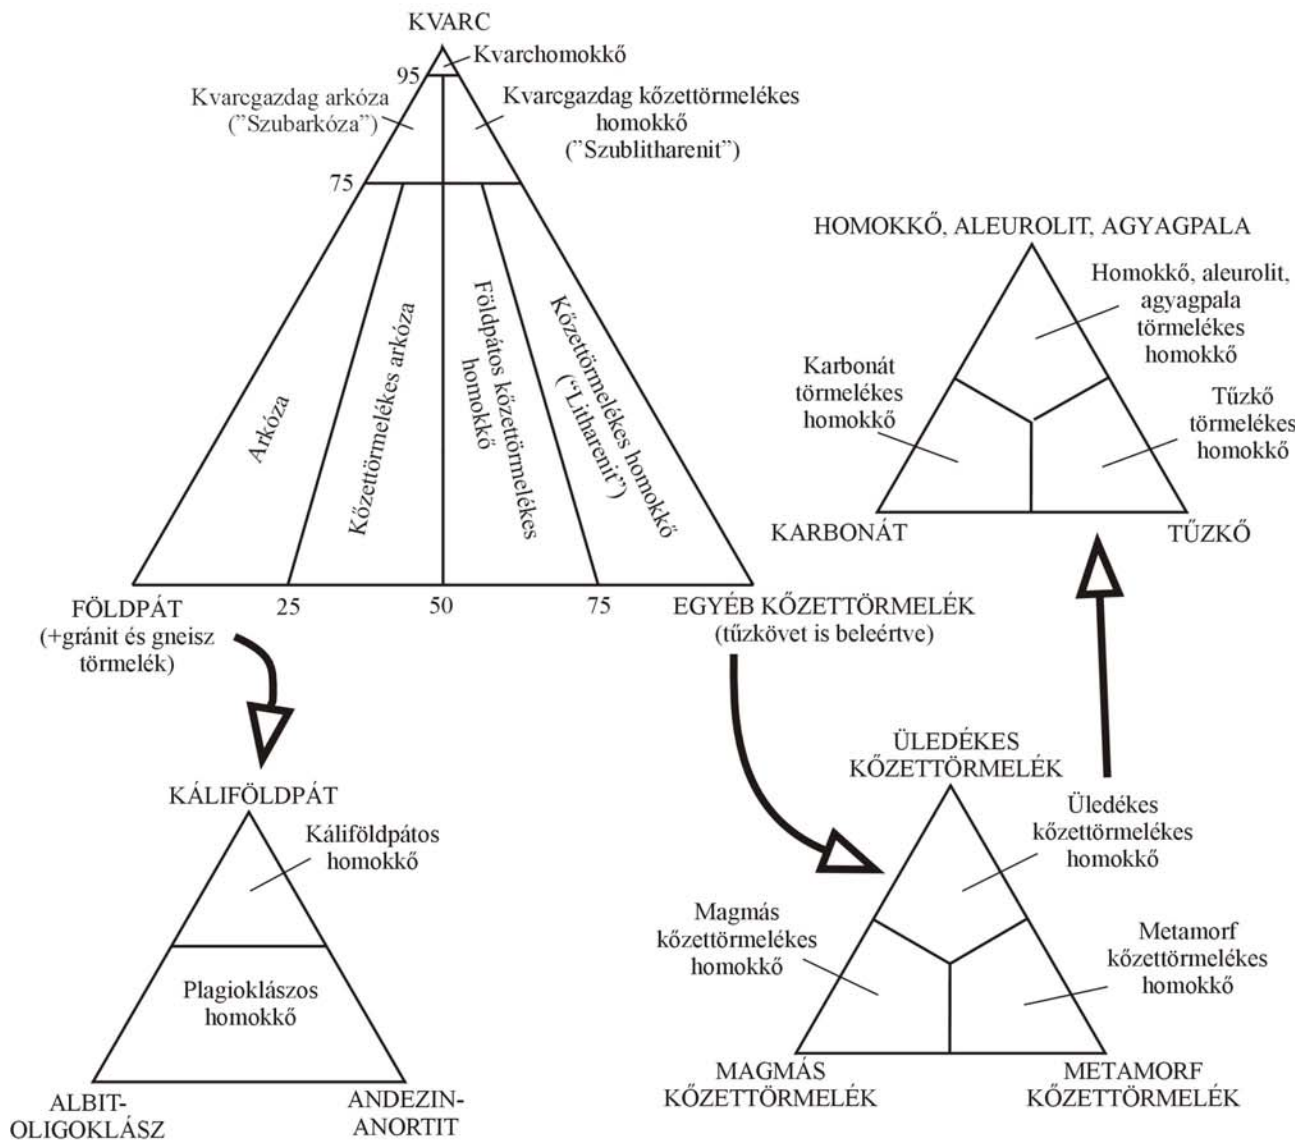 KVARC
Kvarchomokkő
95
Kvarcgazdag arkóza
("Szubarkóza")
Kvarcgazdag kőzettörmelékes
homokkő
("Szublitharenit")
75
Arkóza
Kőzettörmelékes arkóza
Földpátos kőzettörmelékes
homokkő
Kőzettörmelékes homokkő
("Litharenit")
FÖLDPÁT
(+gránit és gneisz
törmelék)
25
50
75
EGYÉB KŐZETTÖRMELÉK
(tűzkövet is beleértve)
HOMOKKŐ, ALEUROLIT, AGYAGPALA
Homokkő, aleurolit,
agyagpala
törmelékes
homokkő
Karbonát
törmelékes
homokkő
Tűzkő
törmelékes
homokkő
KARBONÁT
TŰZKŐ
KÁLIFÖLDPÁT
Káliföldpátos
homokkő
Plagioklászos
homokkő
ALBIT-
OLIGOKLÁSZ
ANDEZIN-
ANORTIT
ÜLEDÉKES
KŐZETTÖRMELÉK
Üledékes
kőzettörmelékes
homokkő
Magmás
kőzettörmelékes
homokkő
Metamorf
kőzettörmelékes
homokkő
MAGMÁS
KŐZETTÖRMELÉK
METAMORF
KŐZETTÖRMELÉK